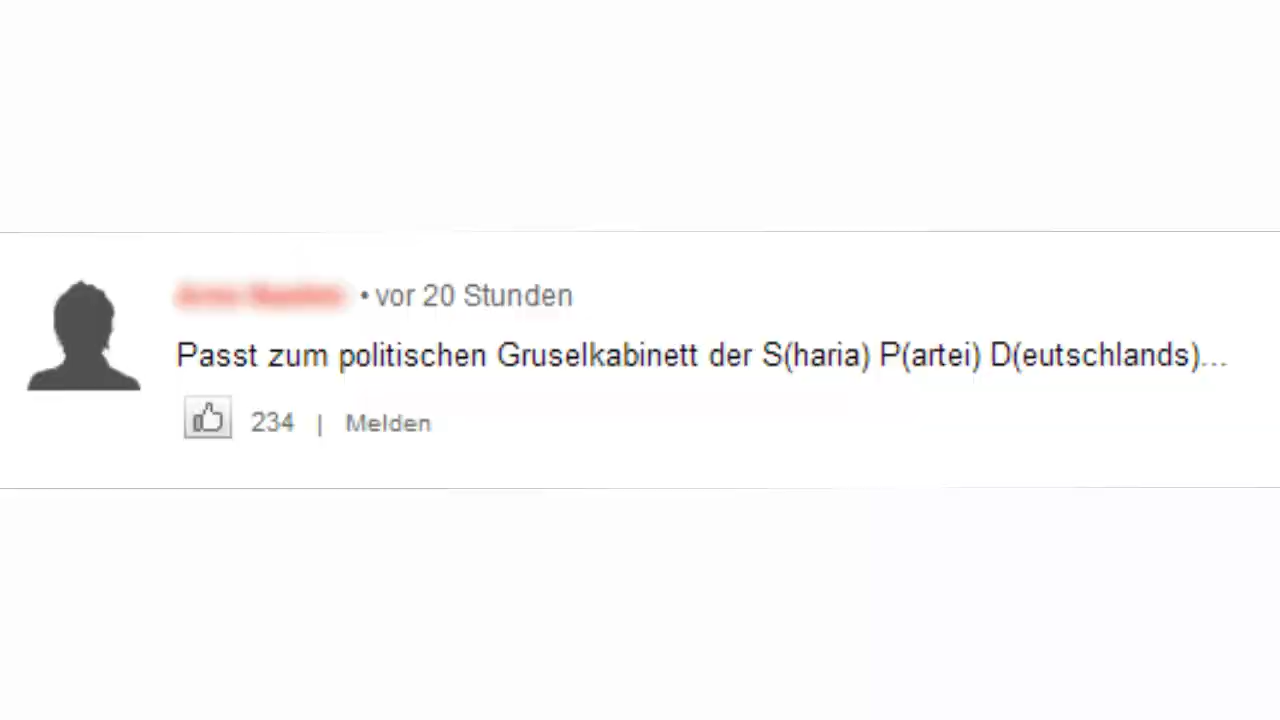 • vor 20 Stunden
Passt zum politischen Gruselkabinett der S(haria) P(artei) D(eutschlands)...
234 | Melden